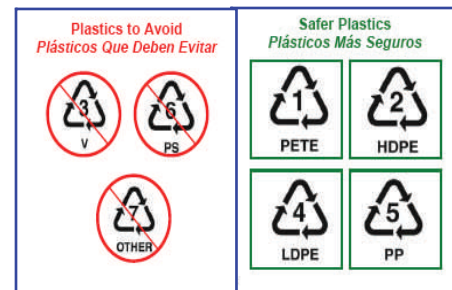 Plastics to Avoid
Plásticos Que Deben Evitar
3
V
6
PS
7
OTHER
Safer Plastics
Plásticos Más Seguros
1
PETE
2
HDPE
4
LDPE
5
PP